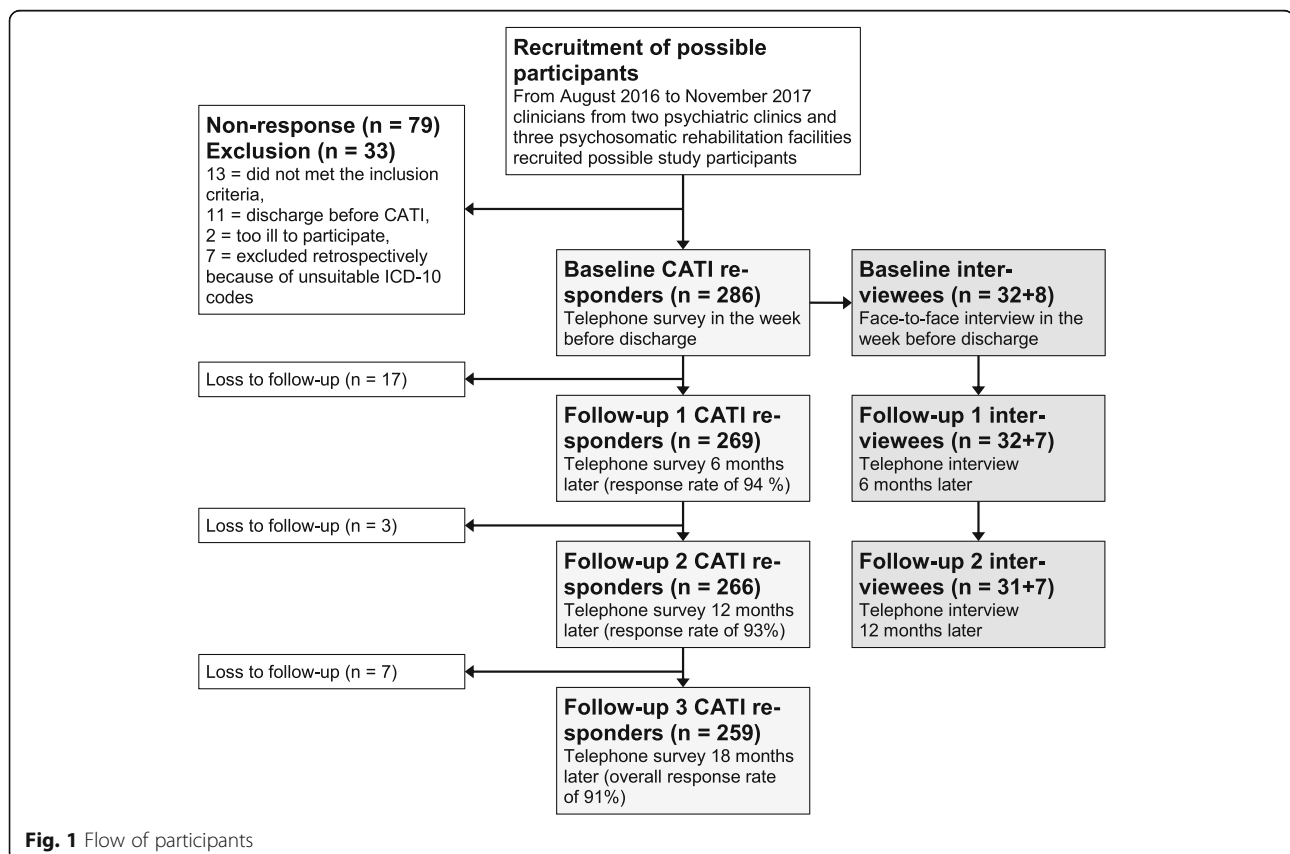 Recruitment of possible
participants
From August 2016 to November 2017
clinicians from two psychiatric clinics and
three psychosomatic rehabilitation facilities
recruited possible study participants
Non-response (n = 79)
Exclusion (n = 33)
13 = did not met the inclusion
criteria,
11 = discharge before CATI,
2 = too ill to participate,
7 = excluded retrospectively
because of unsuitable ICD-10
codes
Baseline CATI re-
sponders (n = 286)
Telephone survey in the week
before discharge
Baseline inter-
viewees (n = 32+8)
Face-to-face interview in the
week before discharge
Loss to follow-up (n = 17)
Follow-up 1 CATI re-
sponders (n = 269)
Telephone survey 6 months
later (response rate of 94 %)
Follow-up 1 inter-
viewees (n = 32+7)
Telephone interview
6 months later
Loss to follow-up (n = 3)
Follow-up 2 CATI re-
sponders (n = 266)
Telephone survey 12 months
later (response rate of 93%)
Follow-up 2 inter-
viewees (n = 31+7)
Telephone interview
12 months later
Loss to follow-up (n = 7)
Follow-up 3 CATI re-
sponders (n = 259)
Telephone survey 18 months
later (overall response rate
of 91%)
Fig. 1 Flow of participants